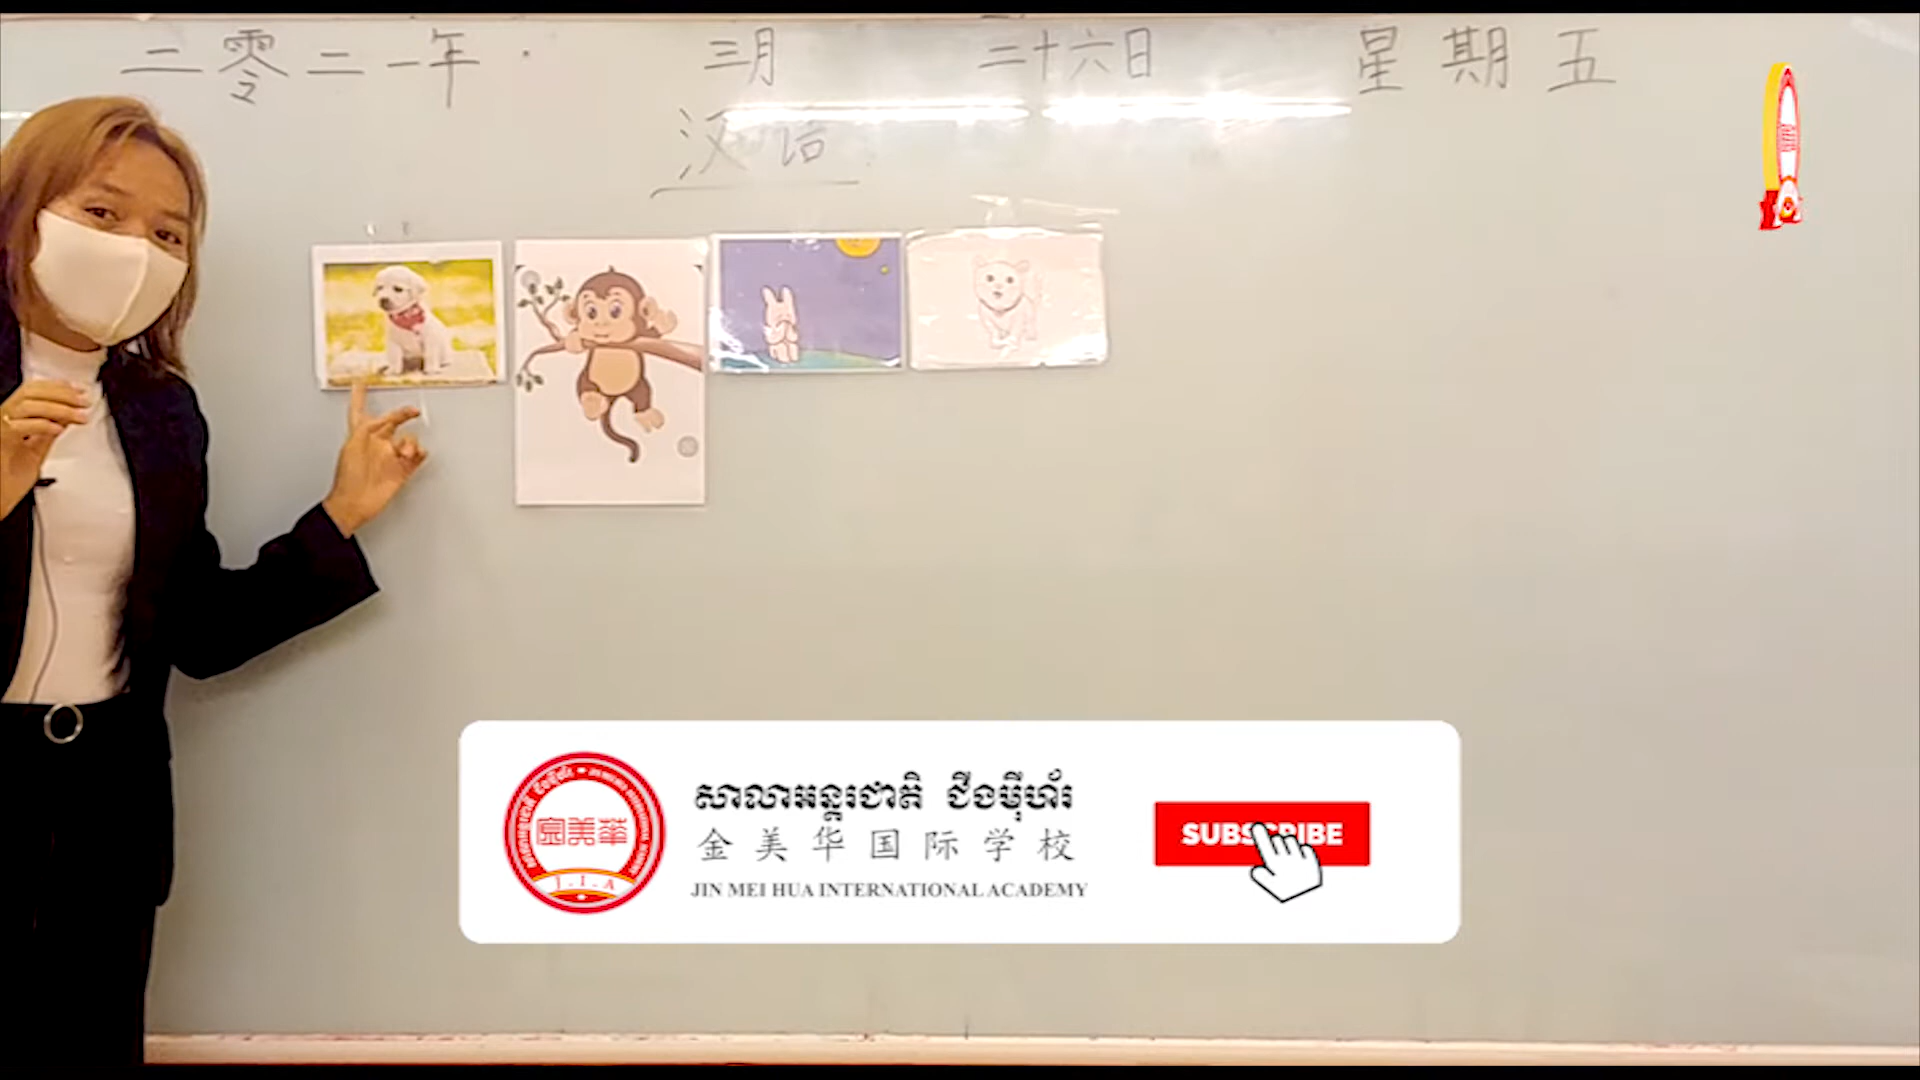 二零二一年. 三月 二十六日 星期五
汉语
សាលាអន្តរជាតិ ជីងម៉ីហ័រ
金美华国际学校
JIN MEI HUA INTERNATIONAL ACADEMY
SUBSCRIBE
J.I.A